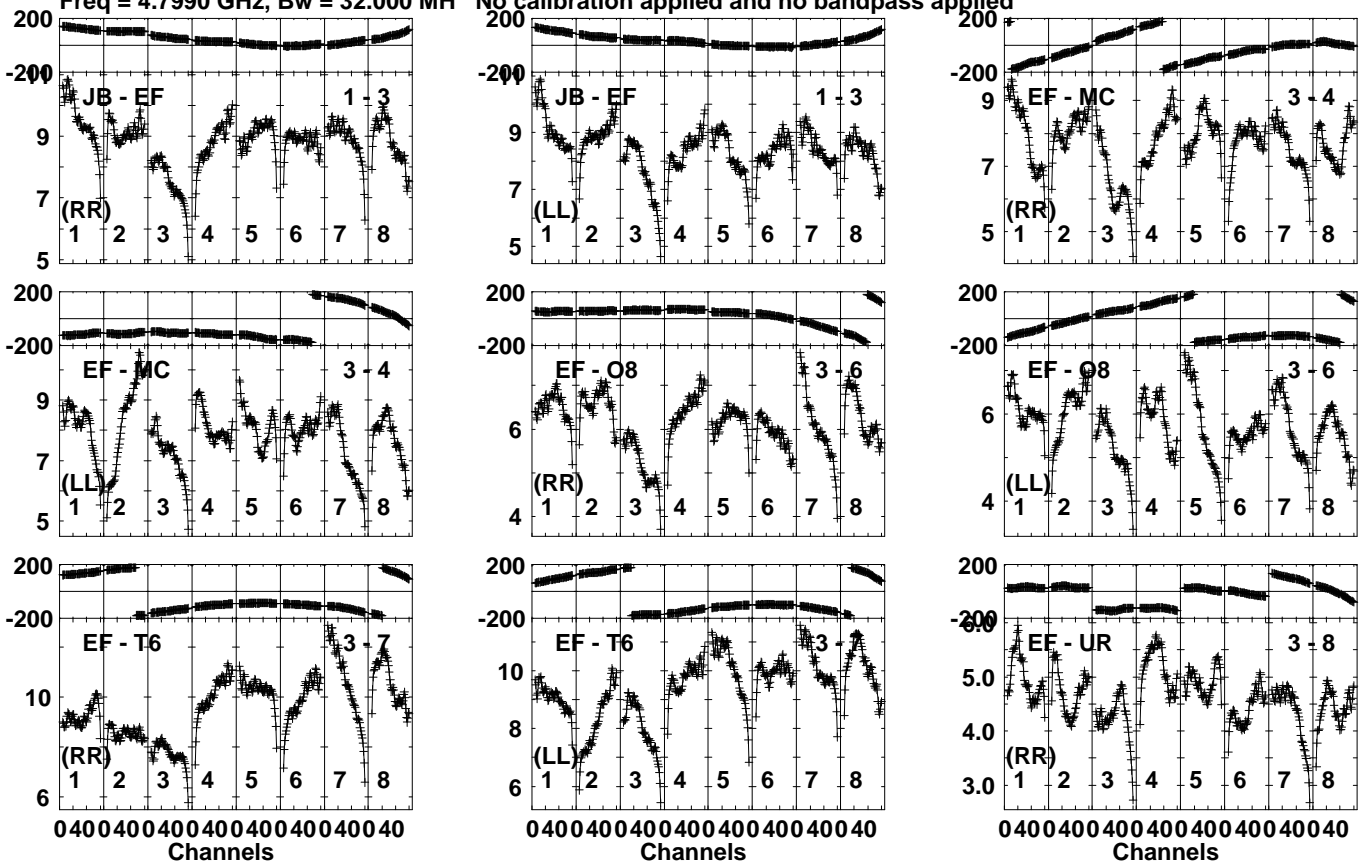 Freq = 4.7990 GHz, Bw = 32.000 MH No calibration applied and no bandpass applied
200 200 200
-200 -200 -200
11 11
JB - EF 1 - 3 JB - EF 1 - 3 EF - MC 3 - 4
9 9 9
7 7 7
(RR) (LL) (RR)
1 2 3 4 5 6 7 8 1 2 3 4 5 6 7 8 1 2 3 4 5 6 7 8
5 5 5
200 200 200
-200 -200 -200
EF - MC 3 - 4 EF - O8 3 - 6 EF - O8 3 - 6
9 6 6
7
(LL) (RR) (LL)
1 2 3 4 5 6 7 8 1 2 3 4 5 6 7 8 1 2 3 4 5 6 7 8
5 4 4
200 200 200
-200 -200 -200
6.0
EF - T6 3 - 7 EF - T6 3 - 7 EF - UR 3 - 8
10 10 5.0
8 4.0
(RR) (LL) (RR)
1 2 3 4 5 6 7 8 1 2 3 4 5 6 7 8 1 2 3 4 5 6 7 8
6 6 3.0
0 40 0 40 0 40 0 40 0 40 0 40 0 40 0 40 0 40 0 40 0 40 0 40 0 40 0 40 0 40 0 40 0 40 0 40 0 40 0 40 0 40 0 40 0 40 0 40
Channels Channels Channels